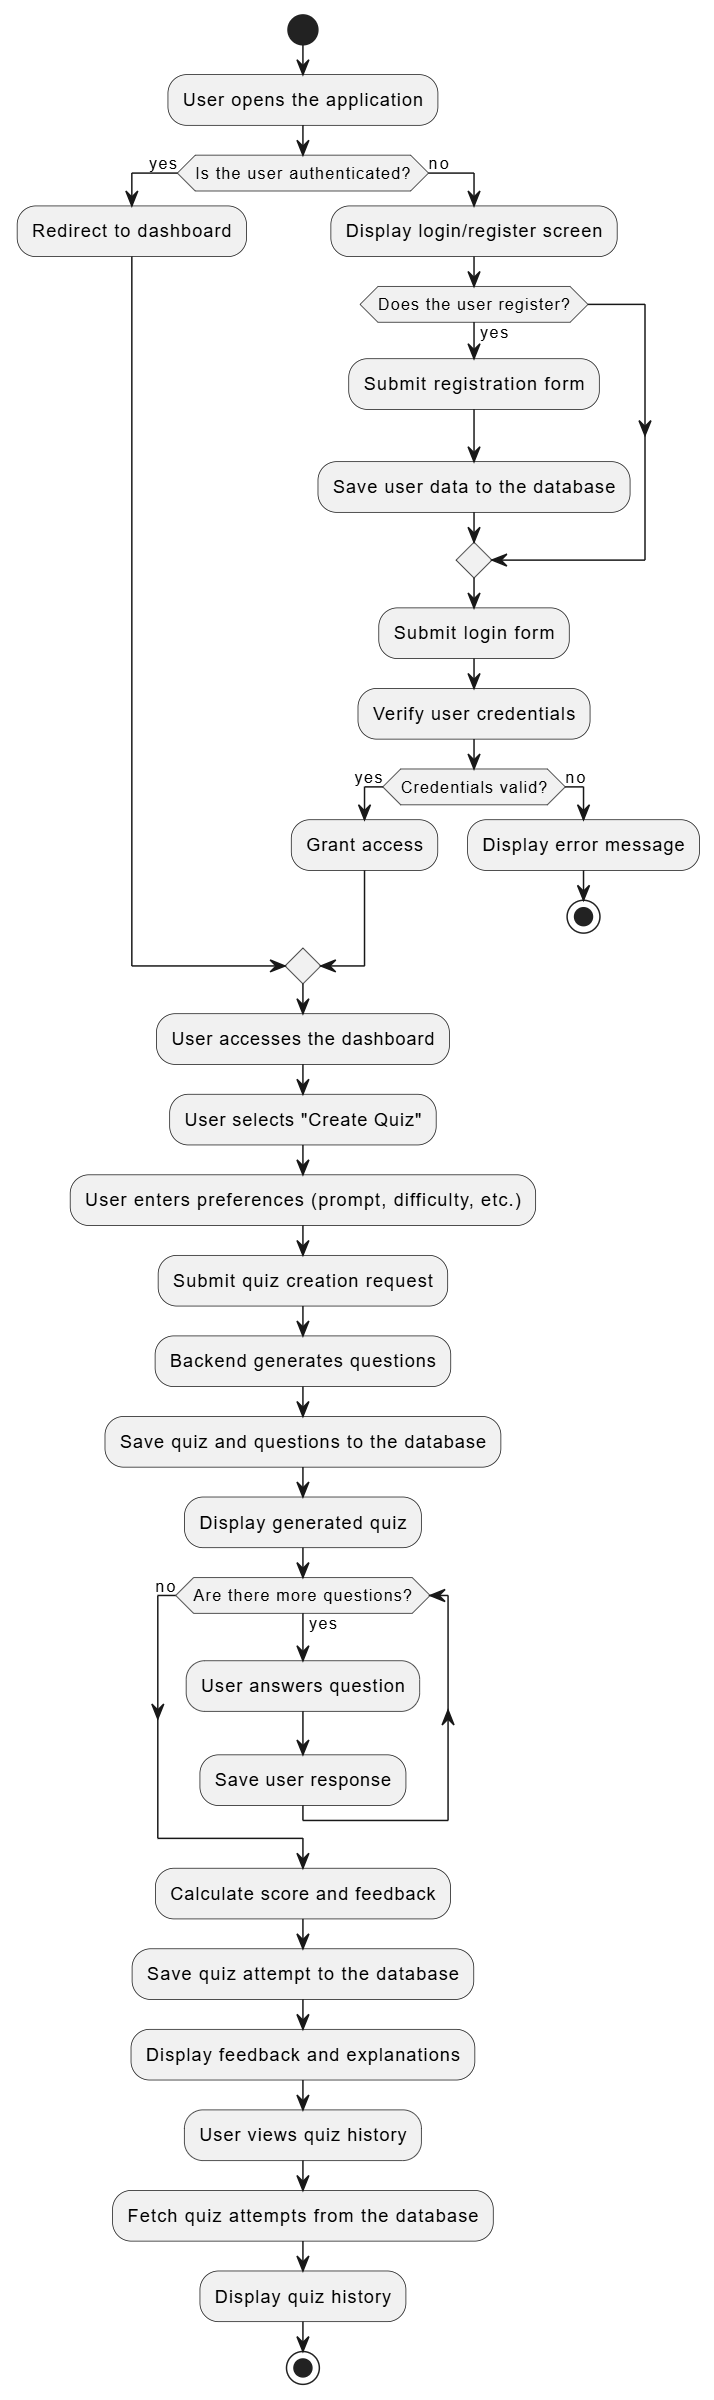 User opens the application
yes
Is the user authenticated?
no
Redirect to dashboard
Display login/register screen
Does the user register?
yes
Submit registration form
Save user data to the database
Submit login form
Verify user credentials
yes
Credentials valid?
no
Grant access
Display error message
User accesses the dashboard
User selects "Create Quiz"
User enters preferences (prompt, difficulty, etc.)
Submit quiz creation request
Backend generates questions
Save quiz and questions to the database
Display generated quiz
no
Are there more questions?
yes
User answers question
Save user response
Calculate score and feedback
Save quiz attempt to the database
Display feedback and explanations
User views quiz history
Fetch quiz attempts from the database
Display quiz history